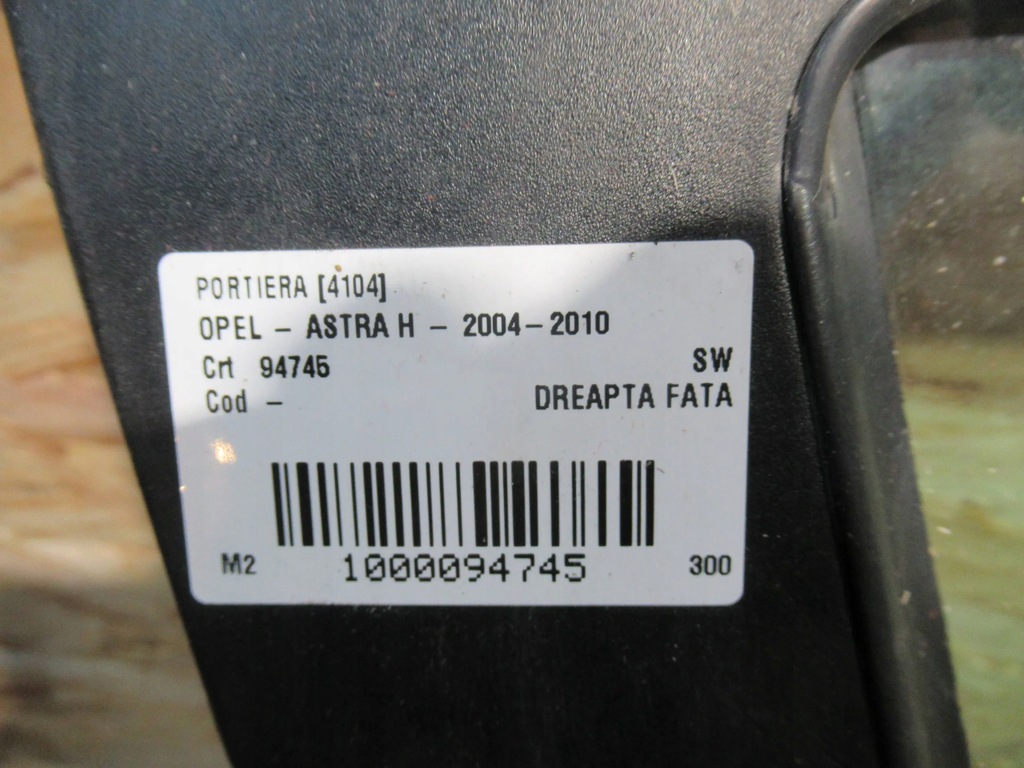 PORTIERA [4104]
OPEL - ASTRA H - 2004-2010
Crt 94745 SW
Cod - DREAPTA FATA
M2 1000094745 300